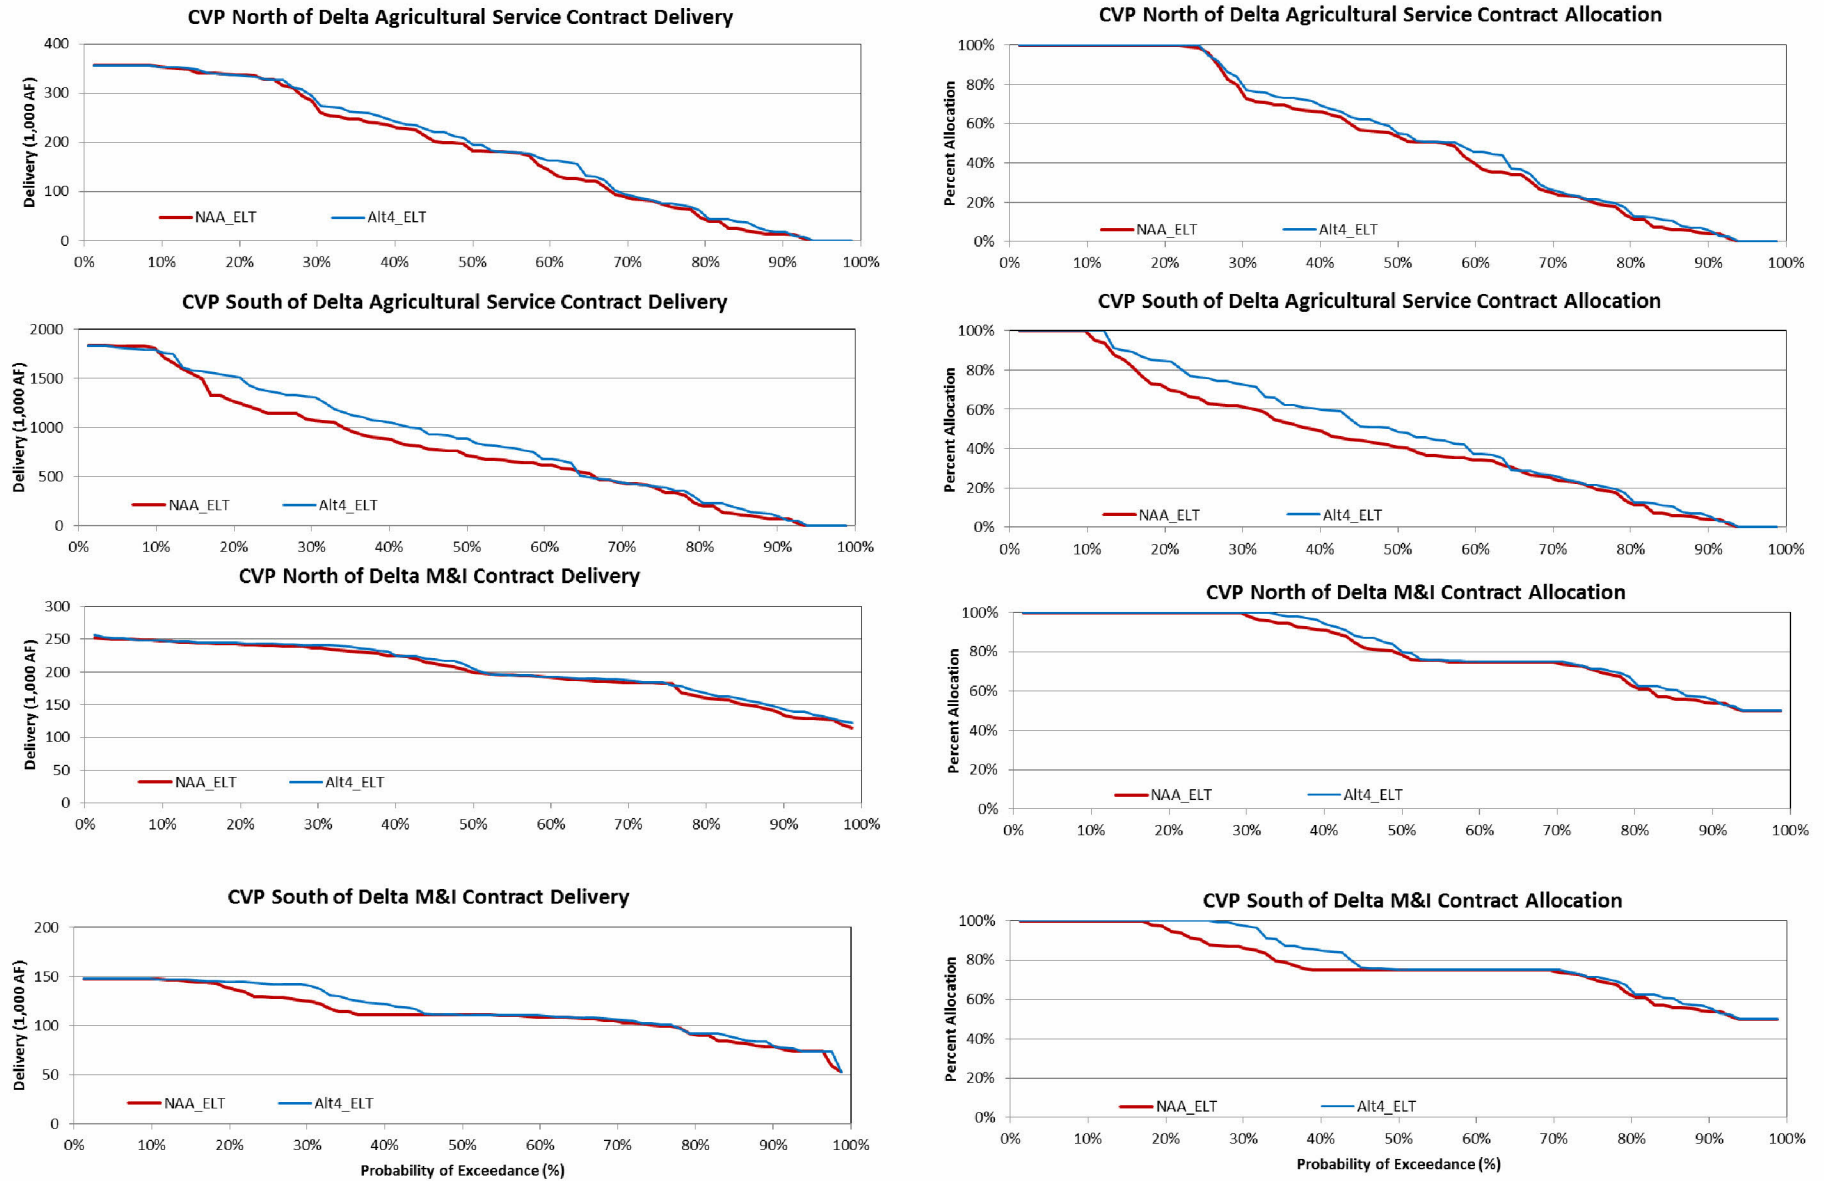 CVP North of Delta Agricultural Service Contract Delivery
Delivery (1,000 AF)
400
300
200
100
0
NAA_ELT
Alt4_ELT
0% 10% 20% 30% 40% 50% 60% 70% 80% 90% 100%
CVP North of Delta Agricultural Service Contract Allocation
Percent Allocation
100%
80%
60%
40%
20%
0%
NAA_ELT
Alt4_ELT
0% 10% 20% 30% 40% 50% 60% 70% 80% 90% 100%
CVP South of Delta Agricultural Service Contract Delivery
Delivery (1,000 AF)
2000
1500
1000
500
0
NAA_ELT
Alt4_ELT
0% 10% 20% 30% 40% 50% 60% 70% 80% 90% 100%
CVP South of Delta Agricultural Service Contract Allocation
Percent Allocation
100%
80%
60%
40%
20%
0%
NAA_ELT
Alt4_ELT
0% 10% 20% 30% 40% 50% 60% 70% 80% 90% 100%
CVP North of Delta M&I Contract Delivery
Delivery (1,000 AF)
300
250
200
150
100
50
0
NAA_ELT
Alt4_ELT
0% 10% 20% 30% 40% 50% 60% 70% 80% 90% 100%
CVP North of Delta M&I Contract Allocation
Percent Allocation
100%
80%
60%
40%
20%
0%
NAA_ELT
Alt4_ELT
0% 10% 20% 30% 40% 50% 60% 70% 80% 90% 100%
CVP South of Delta M&I Contract Delivery
Delivery (1,000 AF)
200
150
100
50
0
NAA_ELT
Alt4_ELT
0% 10% 20% 30% 40% 50% 60% 70% 80% 90% 100%
Probability of Exceedance (%)
CVP South of Delta M&I Contract Allocation
Percent Allocation
100%
80%
60%
40%
20%
0%
NAA_ELT
Alt4_ELT
0% 10% 20% 30% 40% 50% 60% 70% 80% 90% 100%
Probability of Exceedance (%)